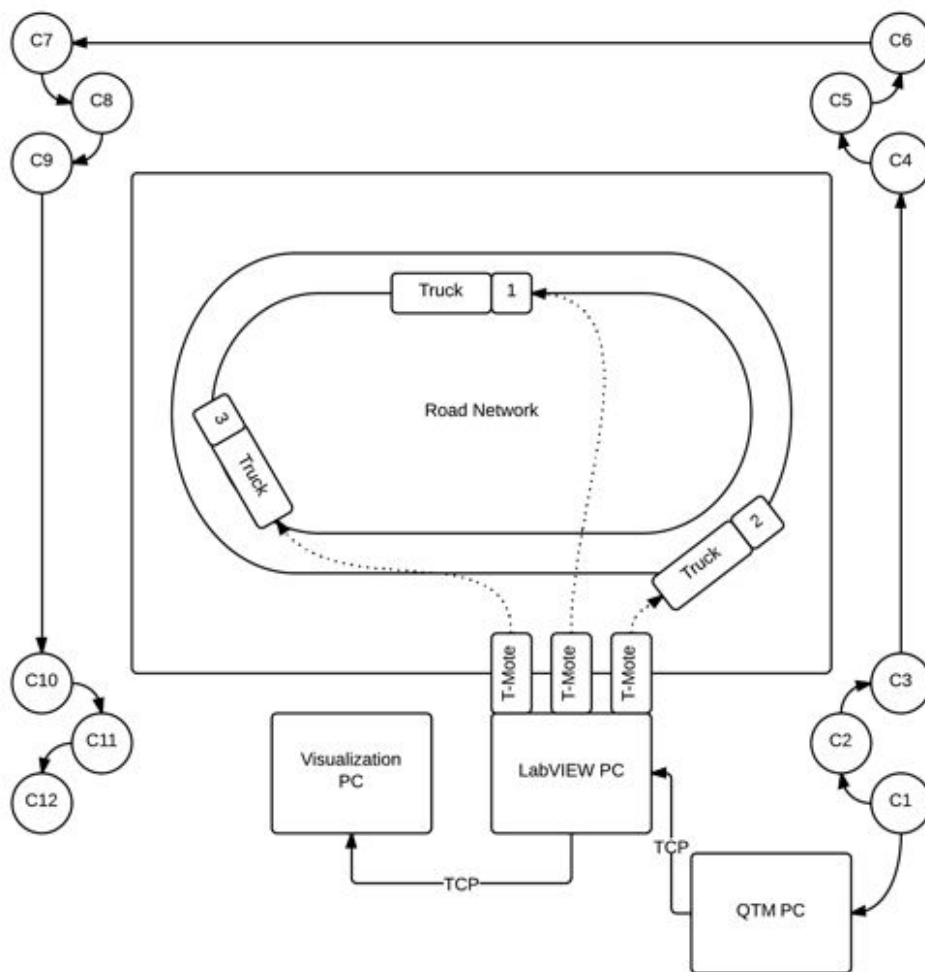 C7
C6
C8
C5
C9
C4
Truck 1
Road Network
3
Truck
2
Truck
T-Mote
T-Mote
T-Mote
C10
C3
C11
C2
Visualization
PC
LabVIEW PC
C12
C1
TCP
TCP
QTM PC